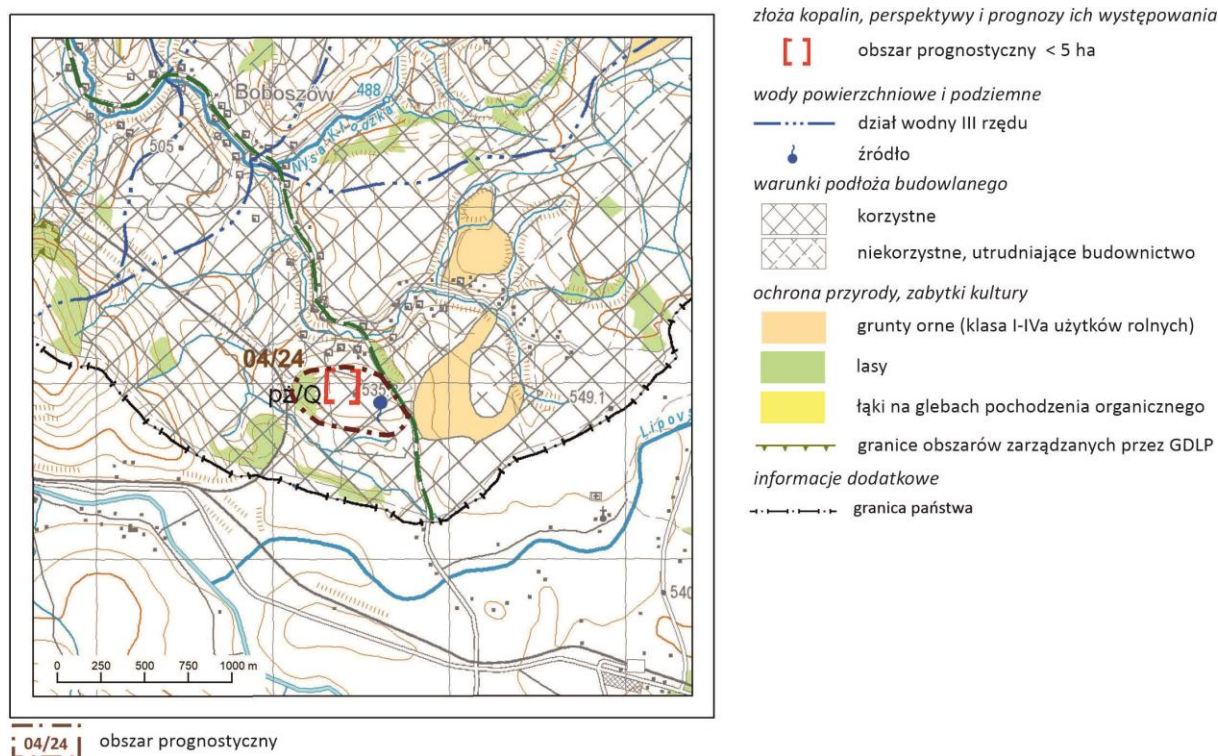 Boboszów
488
505
Nysa Kłodzka
04/24
pż/Q
535
549.1
Lipovs
540
0 250 500 750 1000 m
04/24 obszar prognostyczny
złoża kopalin, perspektywy i prognozy ich występowania
obszar prognostyczny < 5 ha
wody powierzchniowe i podziemne
dział wodny III rzędu
źródło
warunki podłoża budowlanego
korzystne
niekorzystne, utrudniające budownictwo
ochrona przyrody, zabytki kultury
grunty orne (klasa I-IVa użytków rolnych)
lasy
łąki na glebach pochodzenia organicznego
granice obszarów zarządzanych przez GDLP
informacje dodatkowe
granica państwa